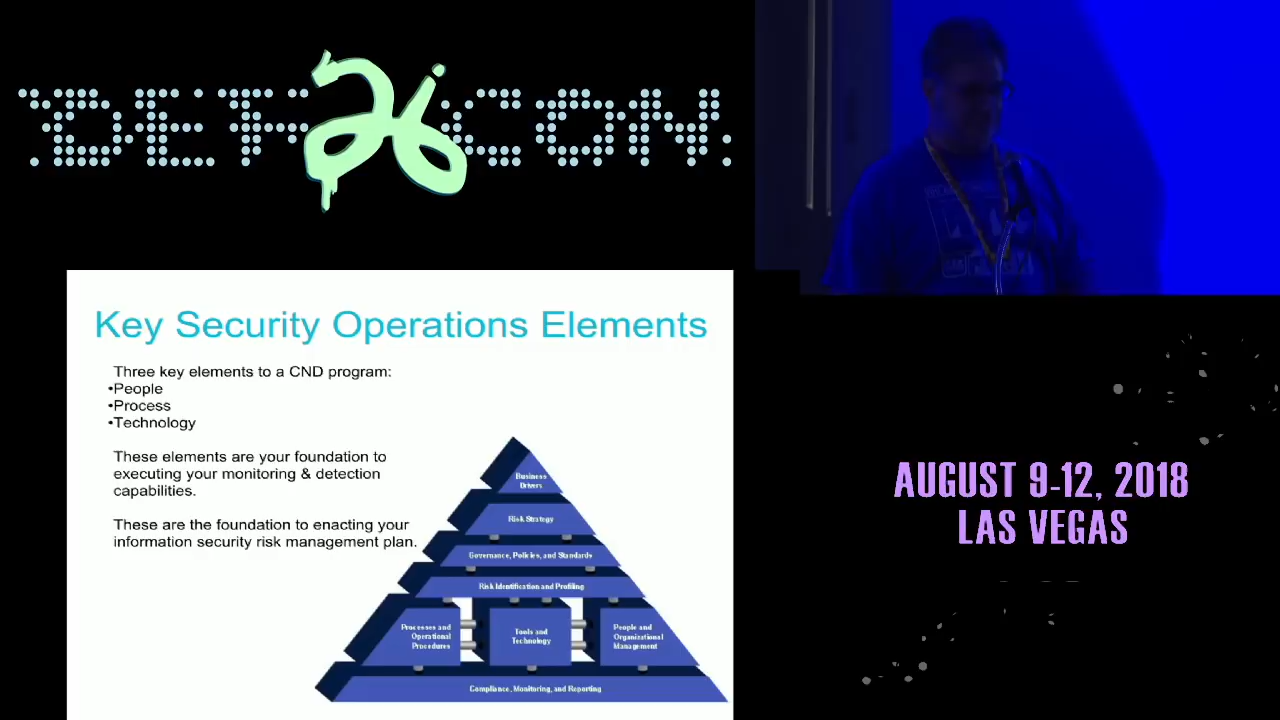 DEF 26 CON
Key Security Operations Elements
Three key elements to a CND program:
•People
•Process
•Technology
These elements are your foundation to
executing your monitoring & detection
capabilities.
These are the foundation to enacting your
information security risk management plan.
Business
Drivers
Risk Strategy
Governance, Policies, and Standards
Risk Identification and Profiling
Processes and
Operational
Procedures
Tools and
Technology
People and
Organizational
Management
Compliance, Monitoring, and Reporting
AUGUST 9-12, 2018
LAS VEGAS